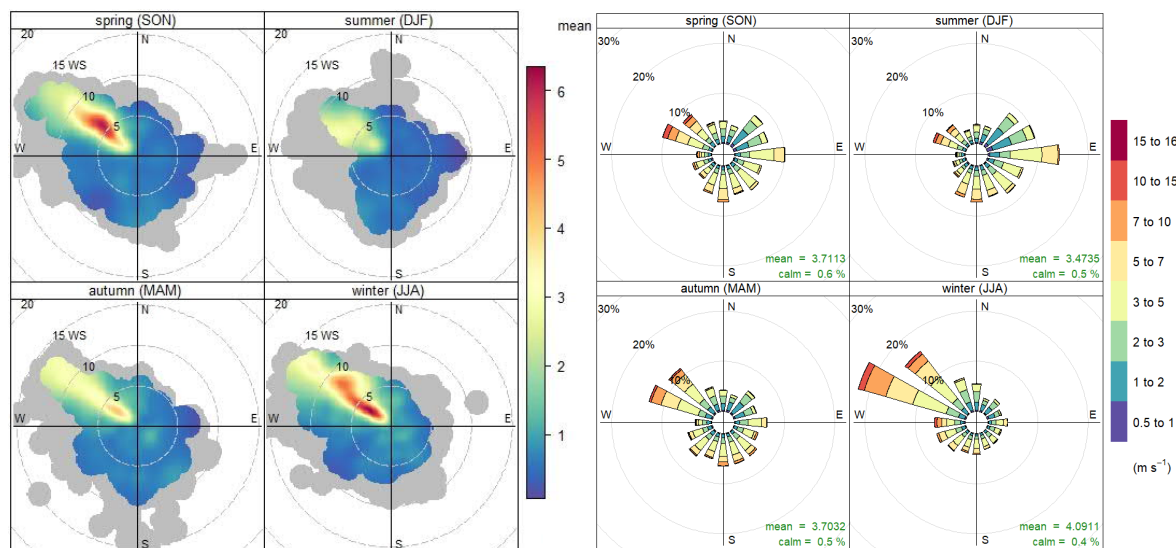 spring (SON)
summer (DJF)
20
N
15 WS
10
5
W
E
S
20
N
15 WS
10
5
W
E
S
autumn (MAM)
winter (JJA)
20
N
15 WS
10
5
W
E
S
20
N
15 WS
10
5
W
E
S
mean
6
5
4
3
2
1
spring (SON)
summer (DJF)
30%
N
20%
10%
W
E
S
mean = 3.7113
calm = 0.6 %
30%
N
20%
10%
W
E
S
mean = 3.4735
calm = 0.5 %
autumn (MAM)
winter (JJA)
30%
N
20%
10%
W
E
S
mean = 3.7032
calm = 0.5 %
30%
N
20%
10%
W
E
S
mean = 4.0911
calm = 0.4 %
15 to 16
10 to 15
7 to 10
5 to 7
3 to 5
2 to 3
1 to 2
0.5 to 1
(m s⁻¹)